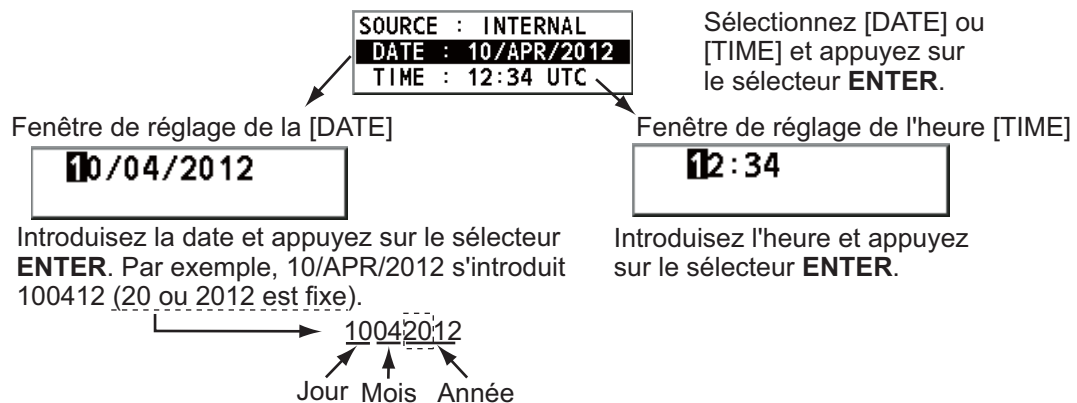 SOURCE : INTERNAL
DATE : 10/APR/2012
TIME : 12:34 UTC
Sélectionnez [DATE] ou
[TIME] et appuyez sur
le sélecteur ENTER.
Fenêtre de réglage de la [DATE]
10/04/2012
Introduisez la date et appuyez sur le sélecteur
ENTER. Par exemple, 10/APR/2012 s'introduit
100412 (20 ou 2012 est fixe).
10042012
Jour Mois Année
Fenêtre de réglage de l'heure [TIME]
12:34
Introduisez l'heure et appuyez
sur le sélecteur ENTER.